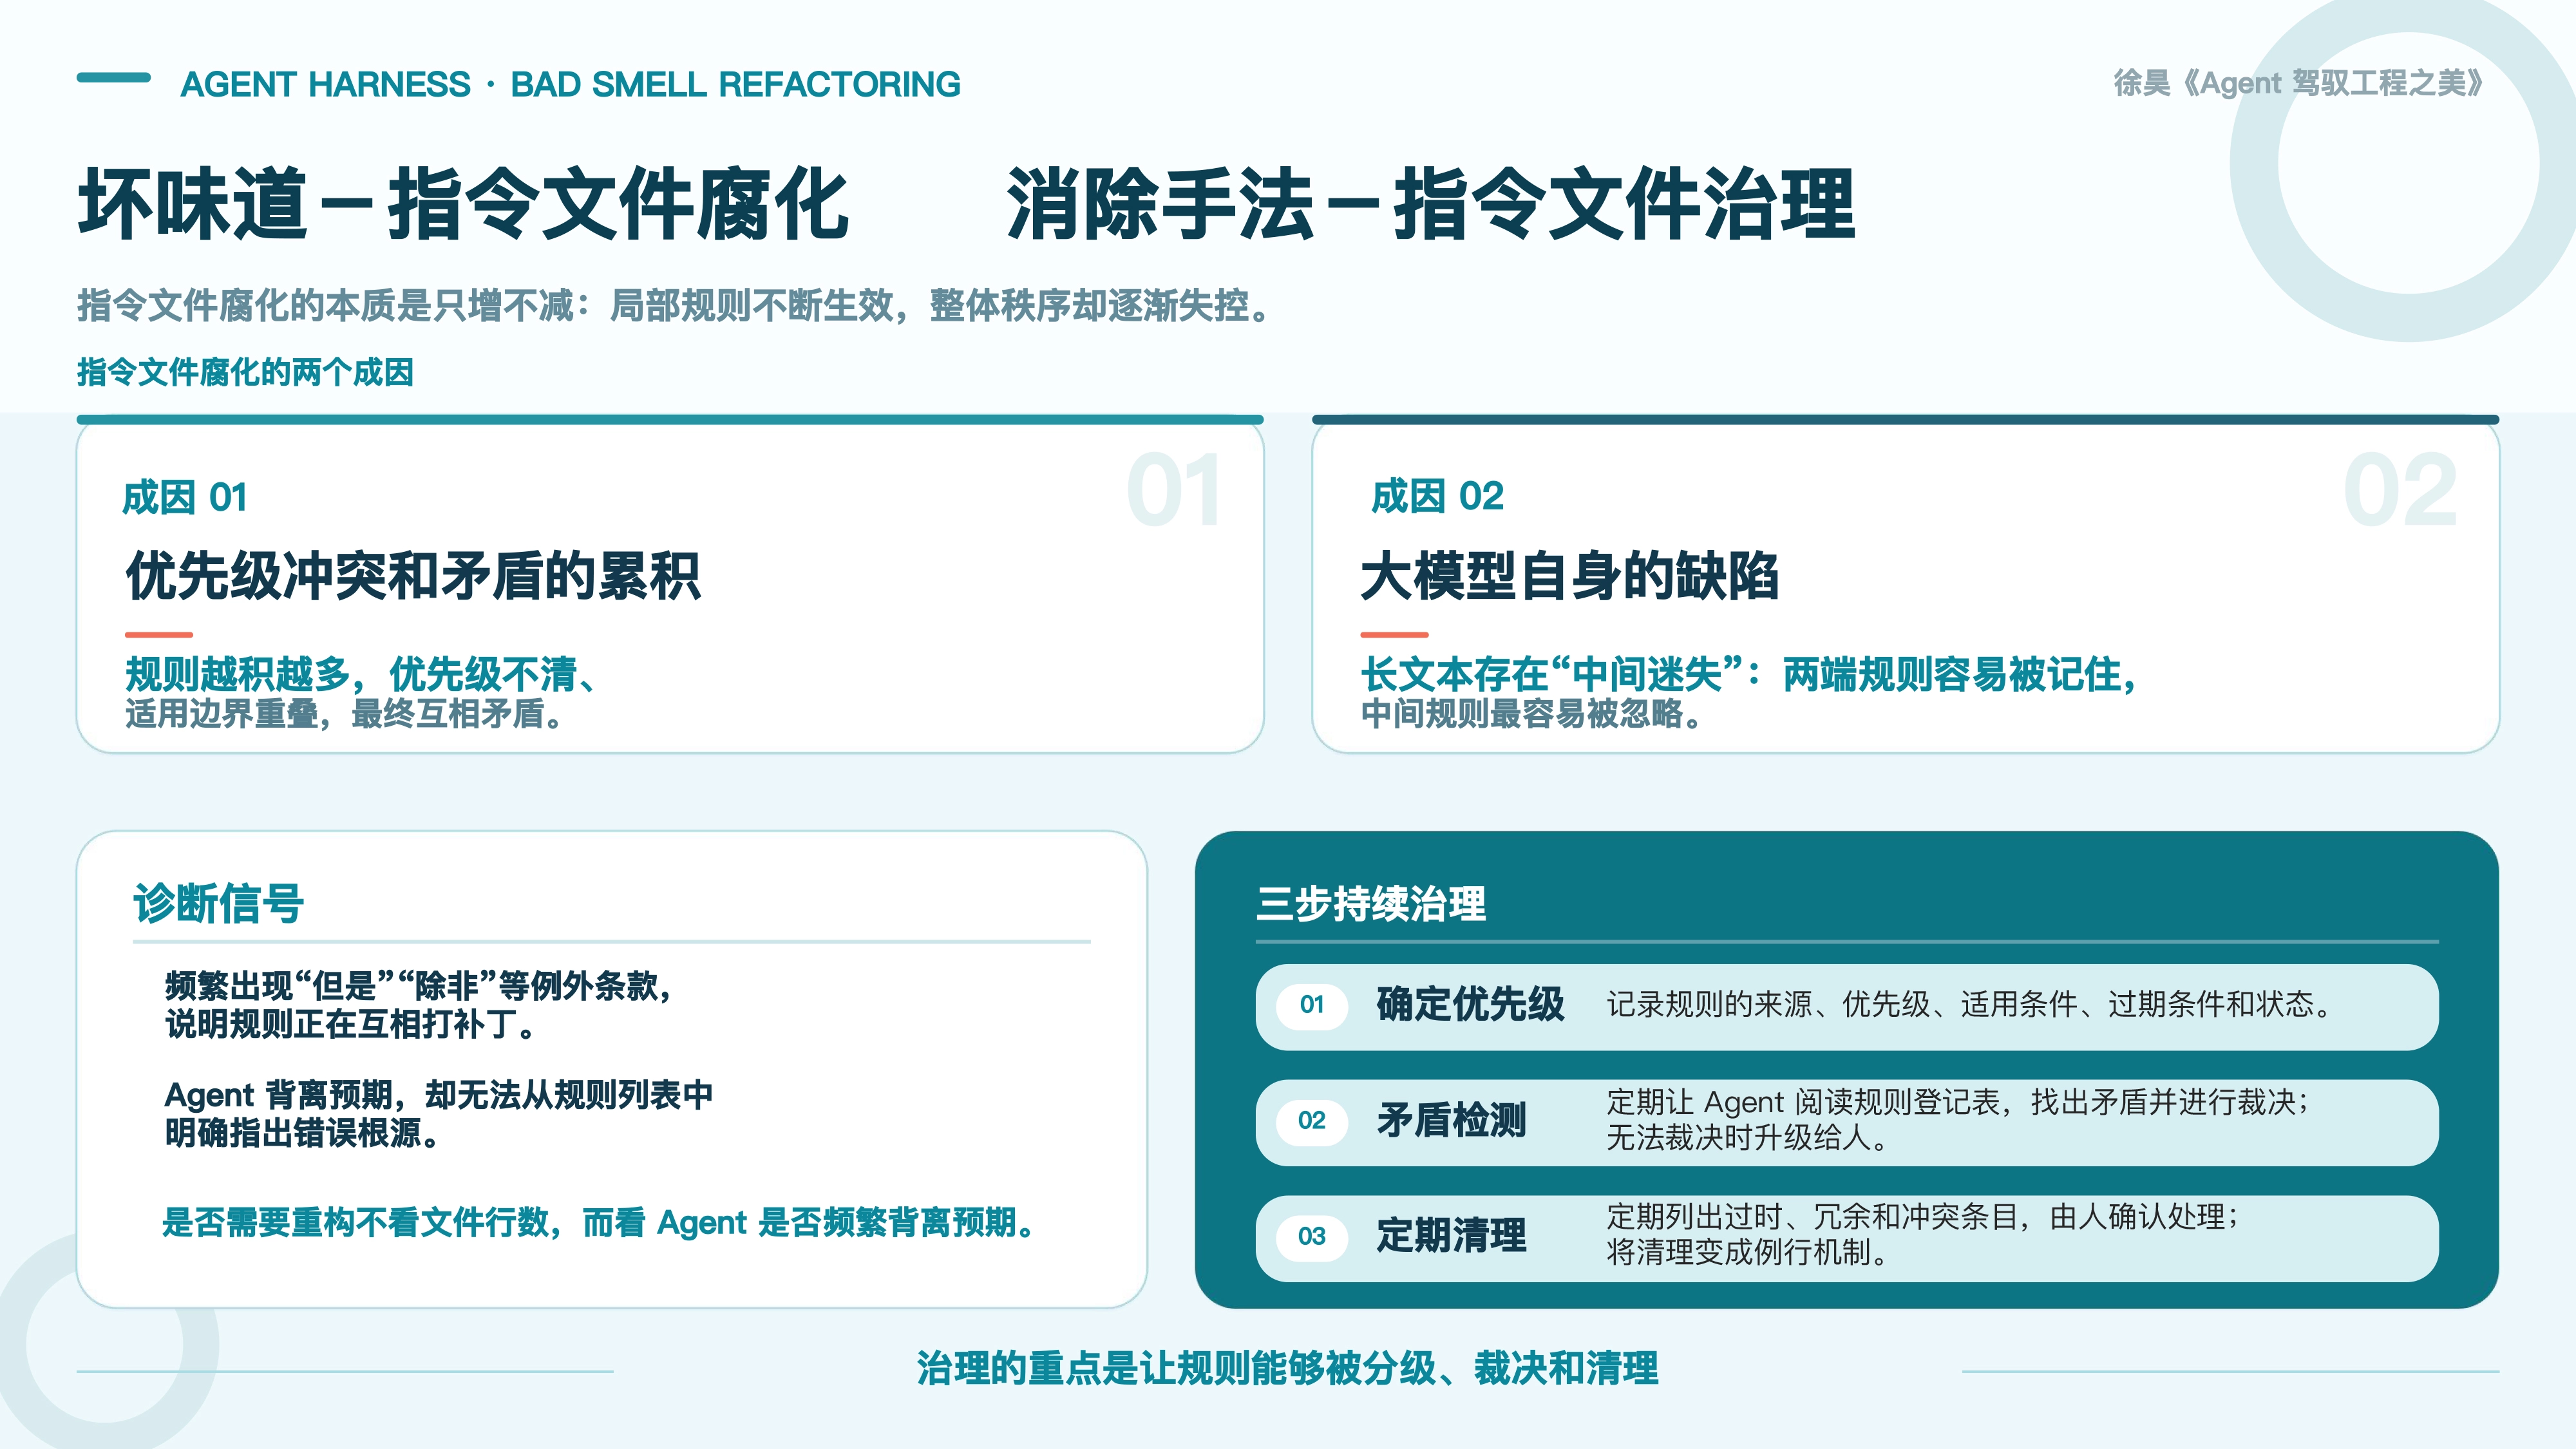 AGENT HARNESS · BAD SMELL REFACTORING
徐昊《Agent 驾驭工程之美》
坏味道－指令文件腐化 消除手法－指令文件治理
指令文件腐化的本质是只增不减：局部规则不断生效，整体秩序却逐渐失控。
指令文件腐化的两个成因
01
成因 01
优先级冲突和矛盾的累积
规则越积越多，优先级不清、
适用边界重叠，最终互相矛盾。
02
成因 02
大模型自身的缺陷
长文本存在“中间迷失”：两端规则容易被记住，
中间规则最容易被忽略。
诊断信号
频繁出现“但是”“除非”等例外条款，
说明规则正在互相打补丁。
Agent 背离预期，却无法从规则列表中
明确指出错误根源。
是否需要重构不看文件行数，而看 Agent 是否频繁背离预期。
三步持续治理
01 确定优先级 记录规则的来源、优先级、适用条件、过期条件和状态。
02 矛盾检测 定期让 Agent 阅读规则登记表，找出矛盾并进行裁决；
无法裁决时升级给人。
03 定期清理 定期列出过时、冗余和冲突条目，由人确认处理；
将清理变成例行机制。
治理的重点是让规则能够被分级、裁决和清理